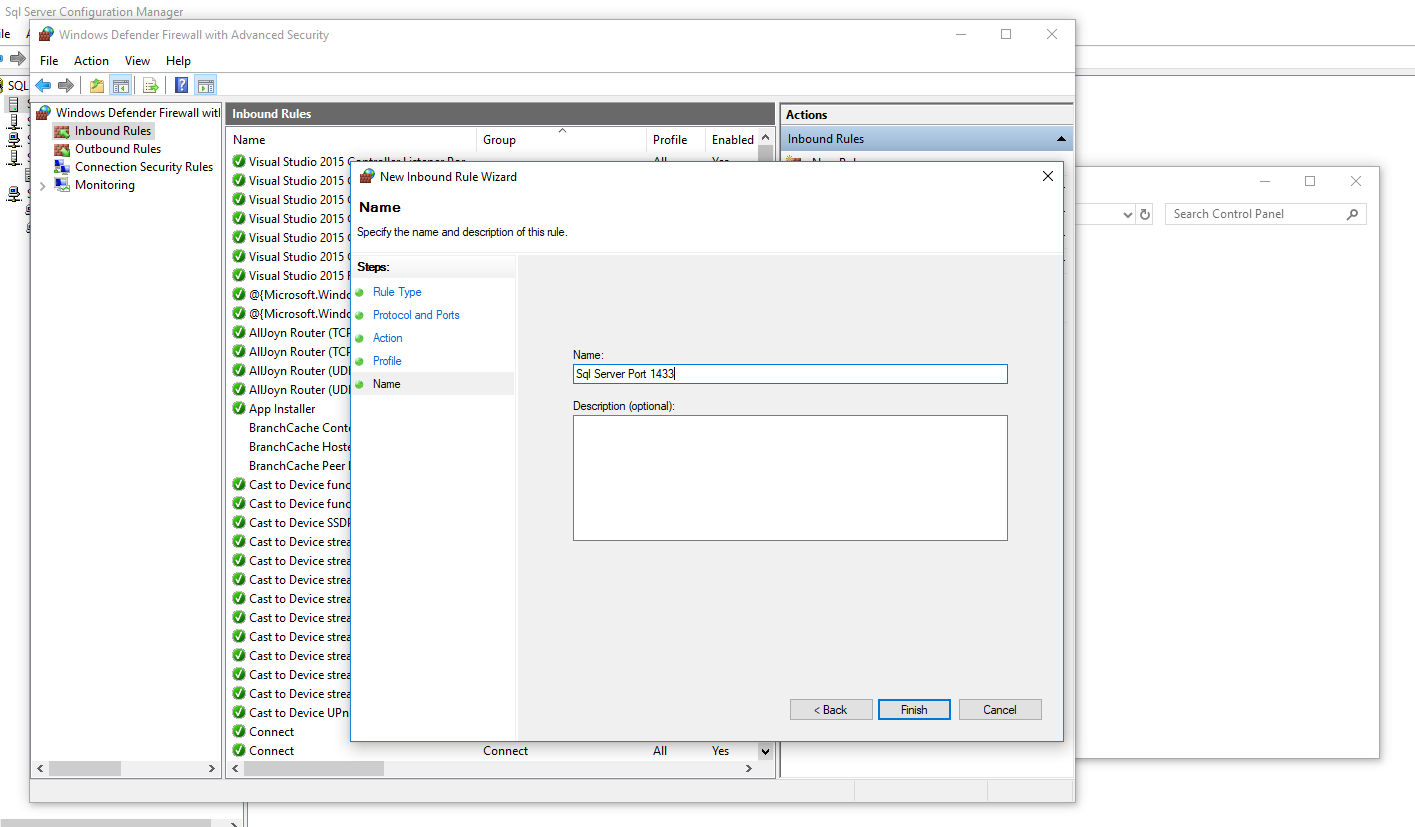 Sql Server Configuration Manager
Windows Defender Firewall with Advanced Security
File Action View Help
SQL
Windows Defender Firewall with
Inbound Rules
Outbound Rules
Connection Security Rules
Monitoring
Inbound Rules
Name Group Profile Enabled
Visual Studio 2015 Controller Listener Por All Yes
Visual Studio 2015
Visual Studio 2015
Visual Studio 2015
Visual Studio 2015
Visual Studio 2015
Visual Studio 2015
@{Microsoft.Windo
@{Microsoft.Windo
AllJoyn Router (TCP
AllJoyn Router (TCP
AllJoyn Router (UDP
AllJoyn Router (UDP
App Installer
BranchCache Conte
BranchCache Hoste
BranchCache Peer
Cast to Device func
Cast to Device func
Cast to Device SSDP
Cast to Device strea
Cast to Device strea
Cast to Device strea
Cast to Device strea
Cast to Device strea
Cast to Device strea
Cast to Device strea
Cast to Device strea
Cast to Device strea
Cast to Device UPn
Connect
Connect Connect All Yes
Actions
Inbound Rules
New Rul
Search Control Panel
New Inbound Rule Wizard
Name
Specify the name and description of this rule.
Steps:
Rule Type
Protocol and Ports
Action
Profile
Name
Name:
Sql Server Port 1433
Description (optional):
< Back Finish Cancel